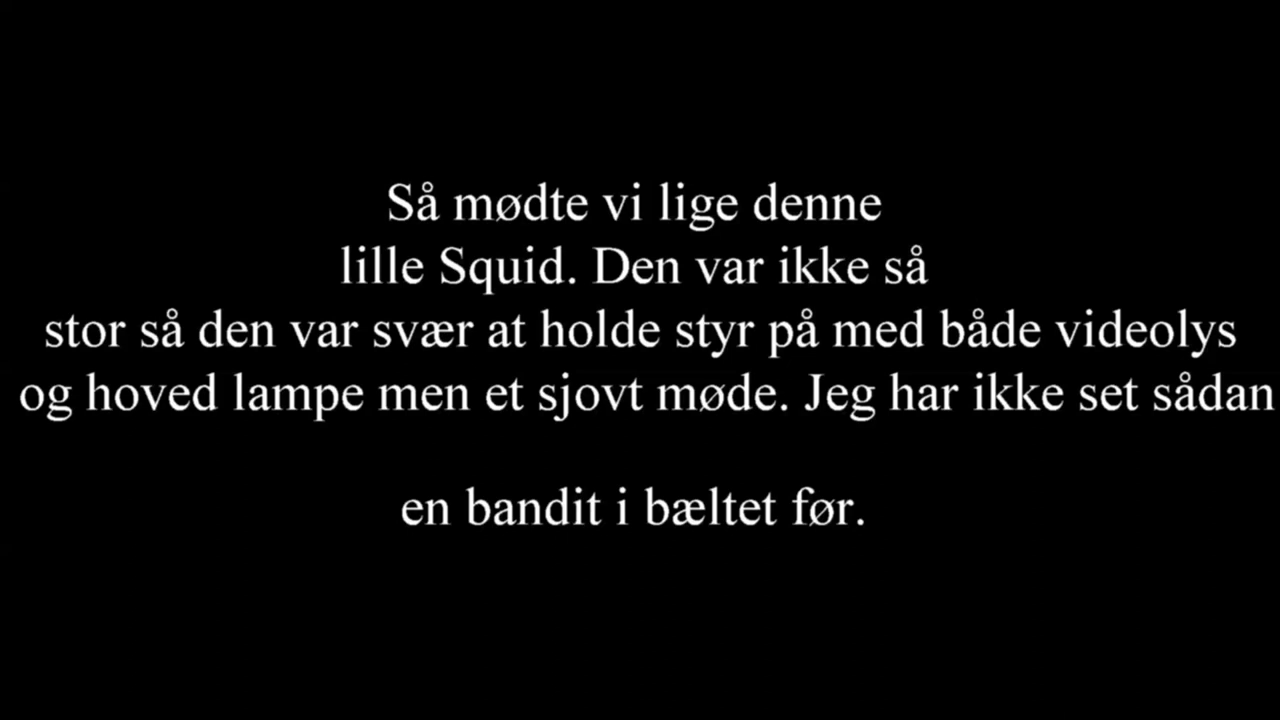 Så mødte vi lige denne
lille Squid. Den var ikke så
stor så den var svær at holde styr på med både videolys
og hoved lampe men et sjovt møde. Jeg har ikke set sådan
en bandit i bæltet før.